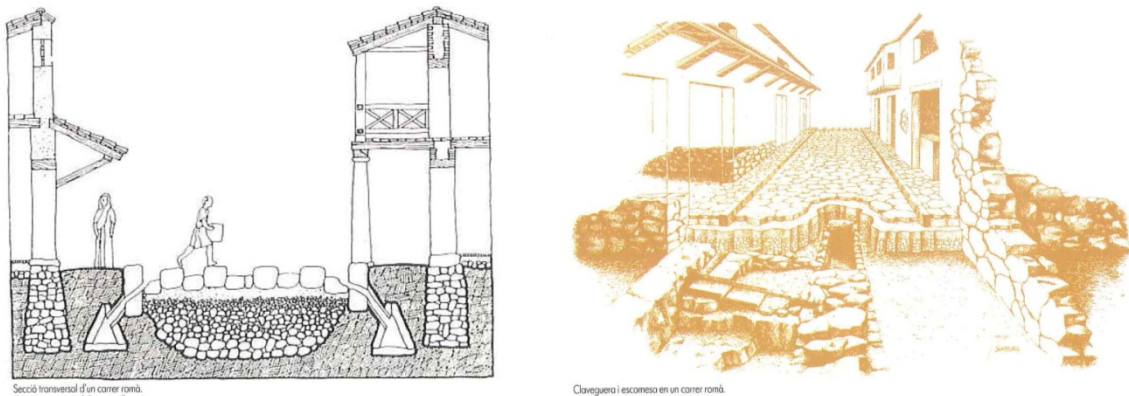 Secció transversal d'un carrer romà.
Claveguera i escomesa en un carrer romà.